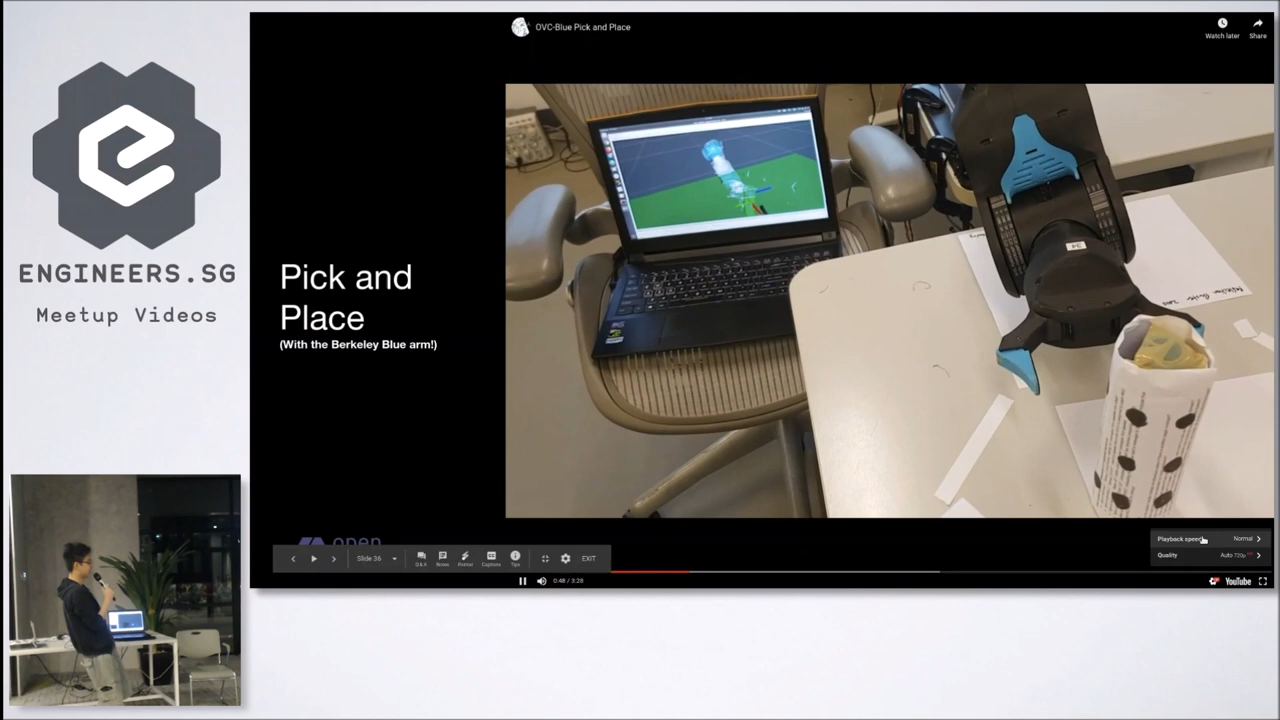 ENGINEERS.SG
Meetup Videos
OVC-Blue Pick and Place
Watch later
Share
Pick and
Place
(With the Berkeley Blue arm!)
34
open
Slide 36
Q&A
Notes
Pointer
Captions
Tips
EXIT
Playback speed
Normal
Quality
Auto 720p
0:48 / 3:28
YouTube